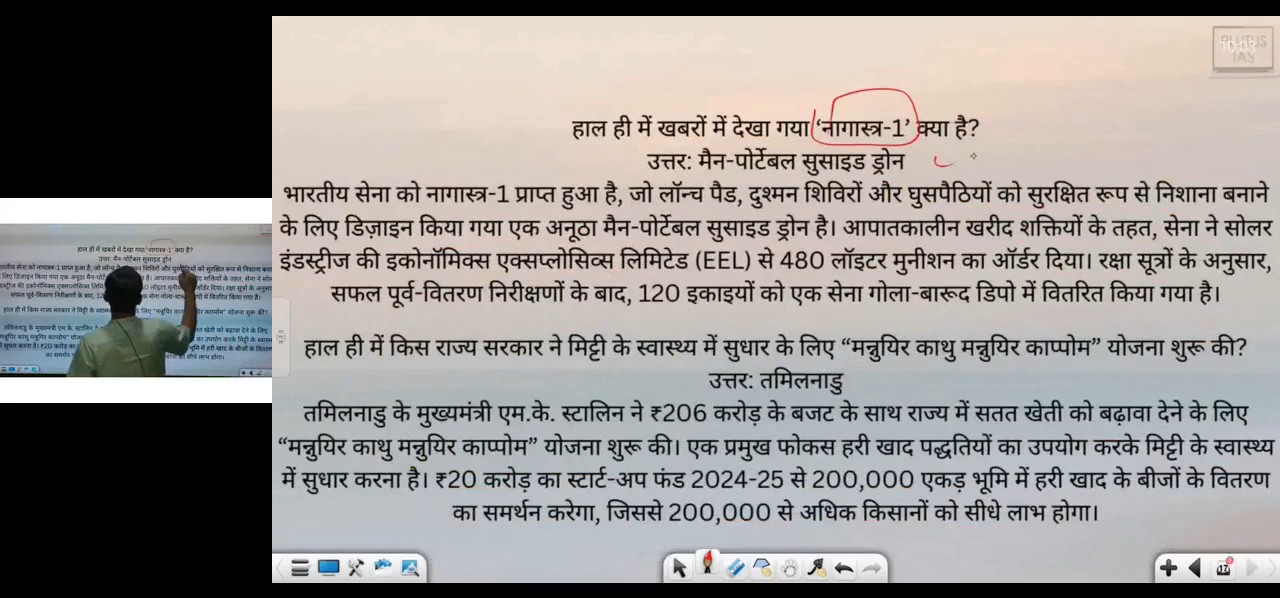 PLUTUS
IAS
हाल ही में खबरों में देखा गया ‘नागास्त्र-1’ क्या है?
उत्तर: मैन-पोर्टेबल सुसाइड ड्रोन
भारतीय सेना को नागास्त्र-1 प्राप्त हुआ है, जो लॉन्च पैड, दुश्मन शिविरों और घुसपैठियों को सुरक्षित रूप से निशाना बनाने
के लिए डिज़ाइन किया गया एक अनूठा मैन-पोर्टेबल सुसाइड ड्रोन है। आपातकालीन खरीद शक्तियों के तहत, सेना ने सोलर
इंडस्ट्रीज की इकोनॉमिक्स एक्सप्लोसिव्स लिमिटेड (EEL) से 480 लॉइटर मुनीशन का ऑर्डर दिया। रक्षा सूत्रों के अनुसार,
सफल पूर्व-वितरण निरीक्षणों के बाद, 120 इकाइयों को एक सेना गोला-बारूद डिपो में वितरित किया गया है।
हाल ही में किस राज्य सरकार ने मिट्टी के स्वास्थ्य में सुधार के लिए “मन्नुयिर काथु मन्नुयिर काप्पोम” योजना शुरू की?
उत्तर: तमिलनाडु
तमिलनाडु के मुख्यमंत्री एम.के. स्टालिन ने ₹206 करोड़ के बजट के साथ राज्य में सतत खेती को बढ़ावा देने के लिए
“मन्नुयिर काथु मन्नुयिर काप्पोम” योजना शुरू की। एक प्रमुख फोकस हरी खाद पद्धतियों का उपयोग करके मिट्टी के स्वास्थ्य
में सुधार करना है। ₹20 करोड़ का स्टार्ट-अप फंड 2024-25 से 200,000 एकड़ भूमि में हरी खाद के बीजों के वितरण
का समर्थन करेगा, जिससे 200,000 से अधिक किसानों को सीधे लाभ होगा।
17